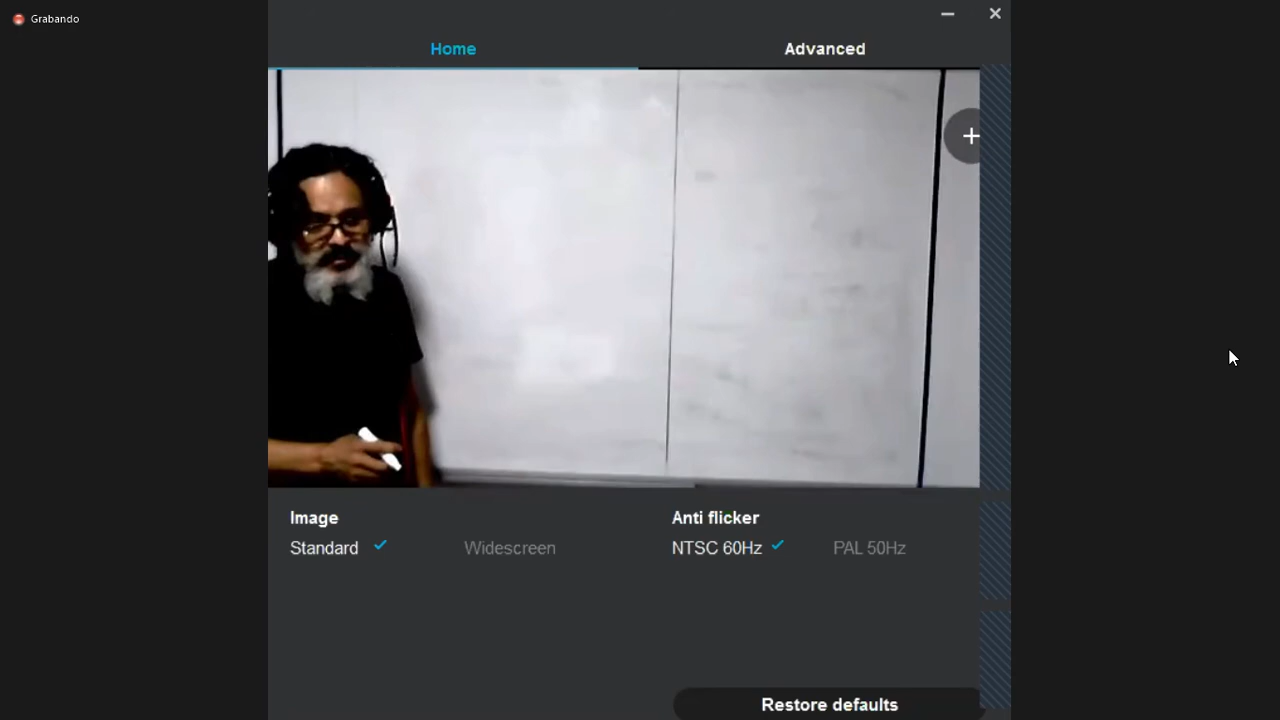 Grabando
Home
Advanced
Image
Anti flicker
Standard
Widescreen
NTSC 60Hz
PAL 50Hz
Restore defaults